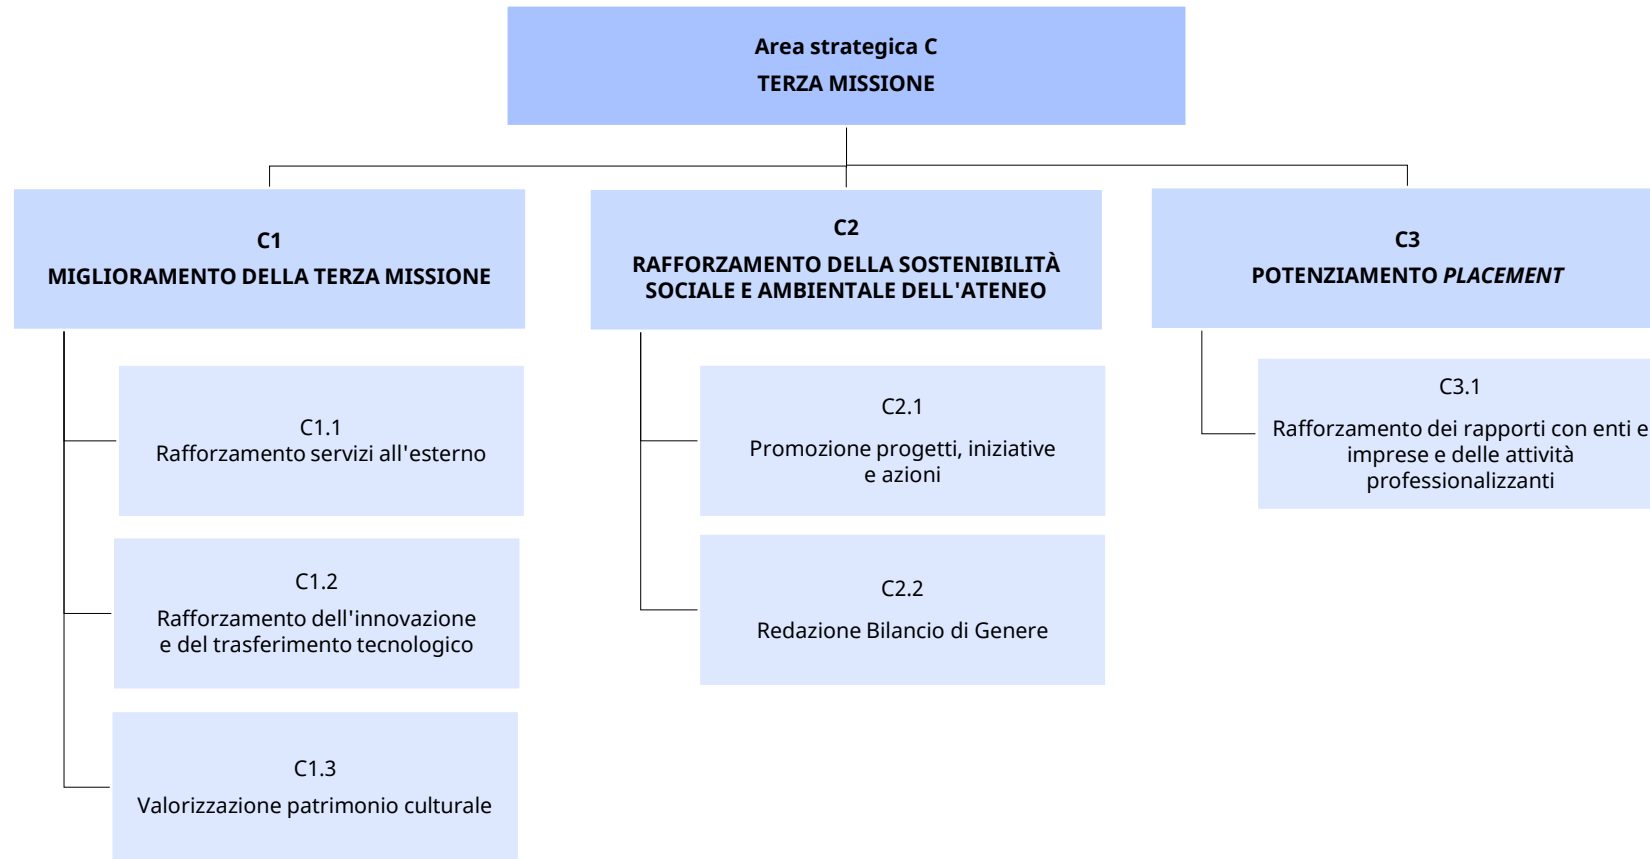 Area strategica C
TERZA MISSIONE
C1
MIGLIORAMENTO DELLA TERZA MISSIONE
C2
RAFFORZAMENTO DELLA SOSTENIBILITÀ
SOCIALE E AMBIENTALE DELL'ATENEO
C3
POTENZIAMENTO PLACEMENT
C1.1
Rafforzamento servizi all'esterno
C1.2
Rafforzamento dell'innovazione
e del trasferimento tecnologico
C1.3
Valorizzazione patrimonio culturale
C2.1
Promozione progetti, iniziative
e azioni
C2.2
Redazione Bilancio di Genere
C3.1
Rafforzamento dei rapporti con enti e
imprese e delle attività
professionalizzanti